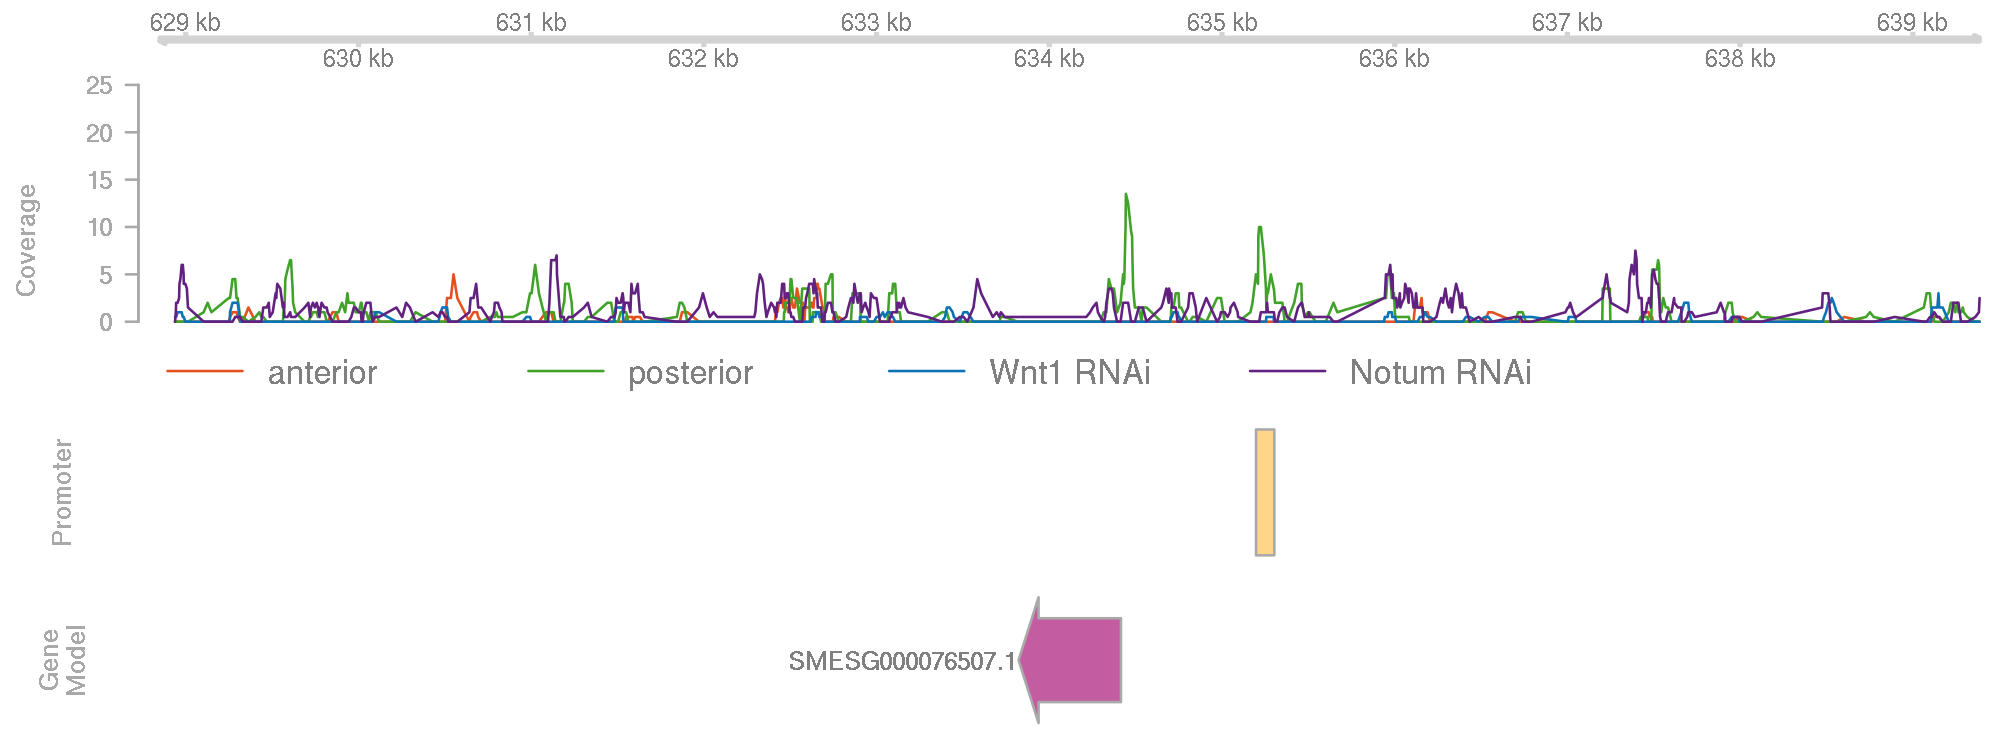 629 kb 631 kb 633 kb 635 kb 637 kb 639 kb
630 kb 632 kb 634 kb 636 kb 638 kb
25
20
15
10
5
0
Coverage
anterior posterior Wnt1 RNAi Notum RNAi
Promoter
Gene
Model
SMESG000076507.1